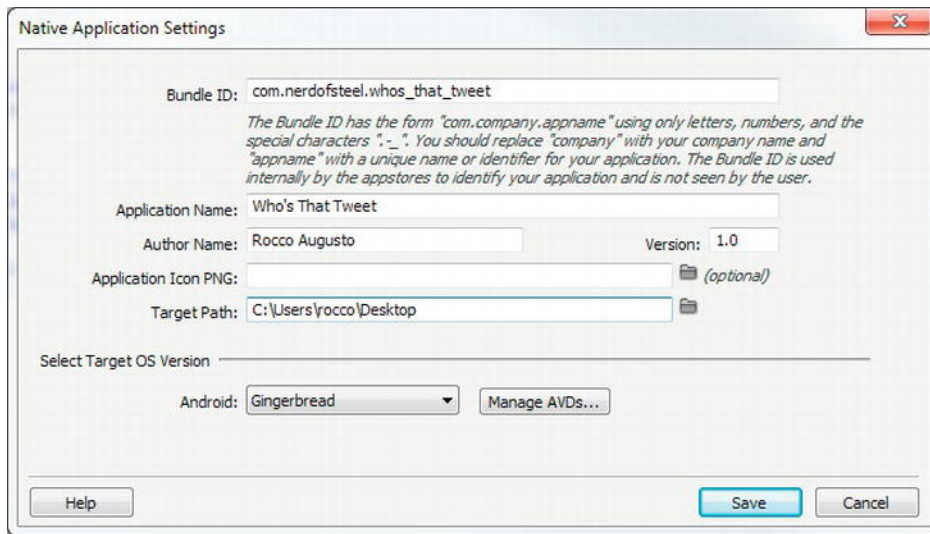 Native Application Settings
Bundle ID: com.nerdofsteel.whos_that_tweet
The Bundle ID has the form "com.company.appname" using only letters, numbers, and the
special characters ".-_". You should replace "company" with your company name and
"appname" with a unique name or identifier for your application. The Bundle ID is used
internally by the appstores to identify your application and is not seen by the user.
Application Name: Who's That Tweet
Author Name: Rocco Augusto Version: 1.0
Application Icon PNG: (optional)
Target Path: C:\Users\rocco\Desktop
Select Target OS Version
Android: Gingerbread Manage AVDs...
Help Save Cancel